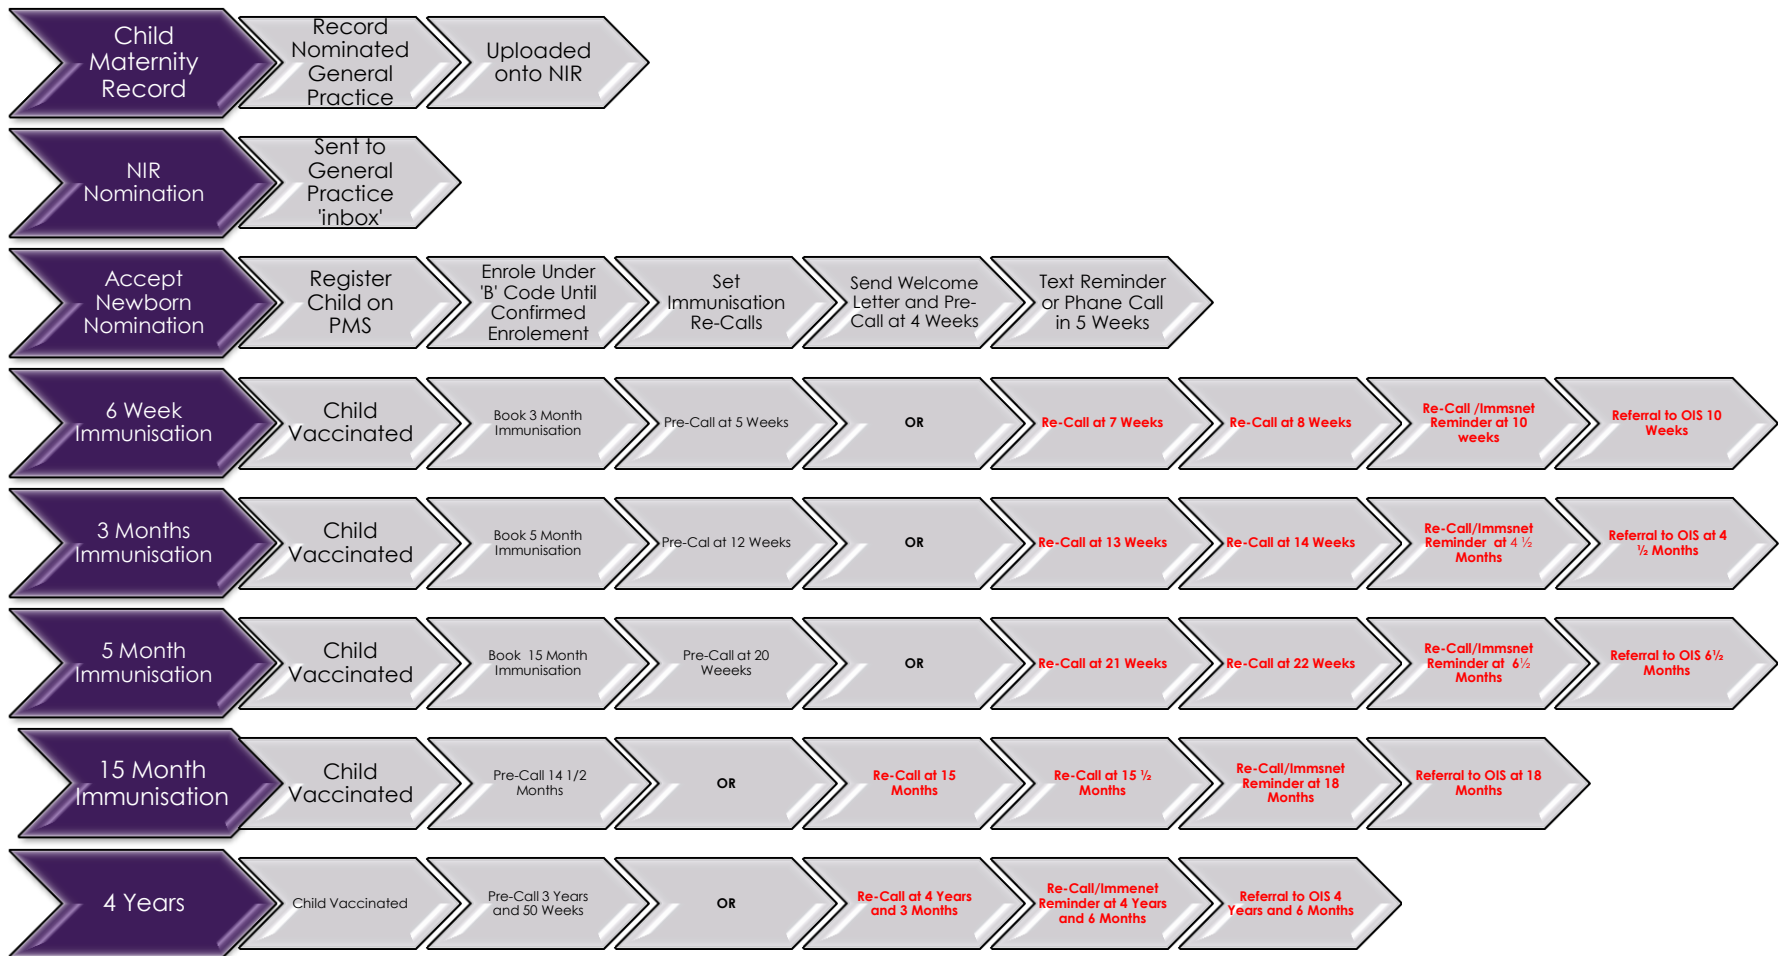 Child
Maternity
Record
Record
Nominated
General
Practice
Uploaded
onto NIR
NIR
Nomination
Sent to
General
Practice
'inbox'
Accept
Newborn
Nomination
Register
Child on
PMS
Enrole Under
'B' Code Until
Confirmed
Enrolement
Set
Immunisation
Re-Calls
Send Welcome
Letter and Pre-
Call at 4 Weeks
Text Reminder
or Phane Call
in 5 Weeks
6 Week
Immunisation
Child
Vaccinated
Book 3 Month
Immunisation
Pre-Call at 5 Weeks
OR
Re-Call at 7 Weeks
Re-Call at 8 Weeks
Re-Call /Immsnet
Reminder at 10
weeks
Referral to OIS 10
Weeks
3 Months
Immunisation
Child
Vaccinated
Book 5 Month
Immunisation
Pre-Cal at 12 Weeks
OR
Re-Call at 13 Weeks
Re-Call at 14 Weeks
Re-Call/Immsnet
Reminder at 4 ½
Months
Referral to OIS at 4
½ Months
5 Month
Immunisation
Child
Vaccinated
Book 15 Month
Immunisation
Pre-Call at 20
Weeeks
OR
Re-Call at 21 Weeks
Re-Call at 22 Weeks
Re-Call/Immsnet
Reminder at 6½
Months
Referral to OIS 6½
Months
15 Month
Immunisation
Child
Vaccinated
Pre-Call 14 1/2
Months
OR
Re-Call at 15
Months
Re-Call at 15 ½
Months
Re-Call/Immsnet
Reminder at 18
Months
Referral to OIS at 18
Months
4 Years
Child Vaccinated
Pre-Call 3 Years
and 50 Weeks
OR
Re-Call at 4 Years
and 3 Months
Re-Call/Immenet
Reminder at 4 Years
and 6 Months
Referral to OIS 4
Years and 6 Months